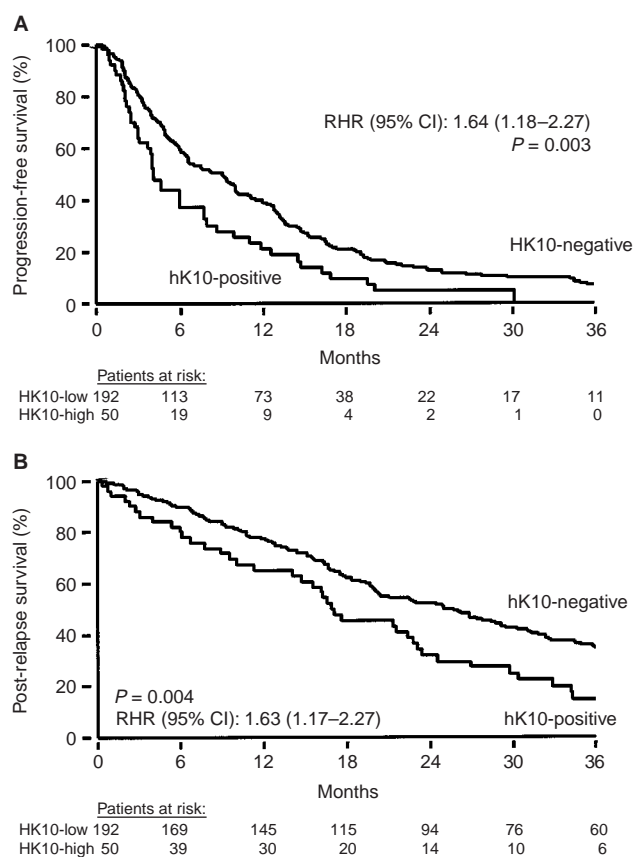 A
Progression-free survival (%)
100
80
60
40
20
0
RHR (95% CI): 1.64 (1.18–2.27)
P = 0.003
HK10-negative
hK10-positive
0 6 12 18 24 30 36
Months
Patients at risk:
HK10-low 192 113 73 38 22 17 11
HK10-high 50 19 9 4 2 1 0
B
Post-relapse survival (%)
100
80
60
40
20
0
hK10-negative
P = 0.004
RHR (95% CI): 1.63 (1.17–2.27)
hK10-positive
0 6 12 18 24 30 36
Months
Patients at risk:
HK10-low 192 169 145 115 94 76 60
HK10-high 50 39 30 20 14 10 6